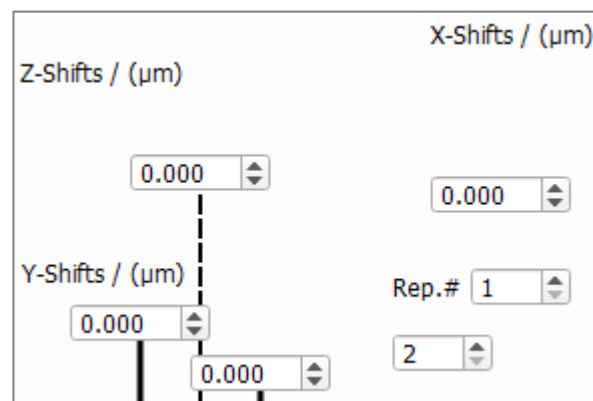 X-Shifts / (µm)
Z-Shifts / (µm)
0.000
0.000
Y-Shifts / (µm)
Rep.# 1
0.000
2
0.000